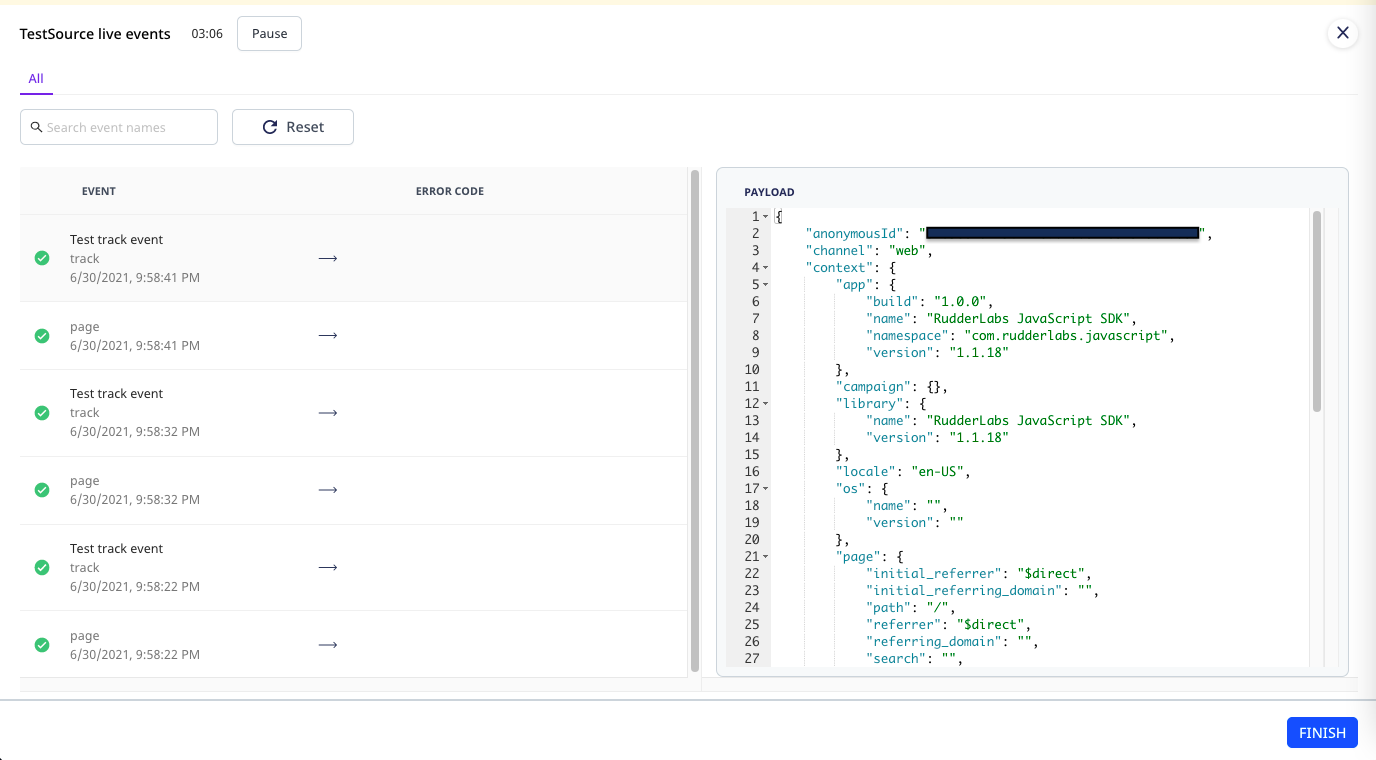 TestSource live events 03:06 Pause
All
Search event names Reset
EVENT ERROR CODE
Test track event
track
6/30/2021, 9:58:41 PM
page
6/30/2021, 9:58:41 PM
Test track event
track
6/30/2021, 9:58:32 PM
page
6/30/2021, 9:58:32 PM
Test track event
track
6/30/2021, 9:58:22 PM
page
6/30/2021, 9:58:22 PM
PAYLOAD
1 {
2 "anonymousId": "",
3 "channel": "web",
4 "context": {
5 "app": {
6 "build": "1.0.0",
7 "name": "RudderLabs JavaScript SDK",
8 "namespace": "com.rudderlabs.javascript",
9 "version": "1.1.18"
10 },
11 "campaign": {},
12 "library": {
13 "name": "RudderLabs JavaScript SDK",
14 "version": "1.1.18"
15 },
16 "locale": "en-US",
17 "os": {
18 "name": "",
19 "version": ""
20 },
21 "page": {
22 "initial_referrer": "$direct",
23 "initial_referring_domain": "",
24 "path": "/",
25 "referrer": "$direct",
26 "referring_domain": "",
27 "search": "",
FINISH